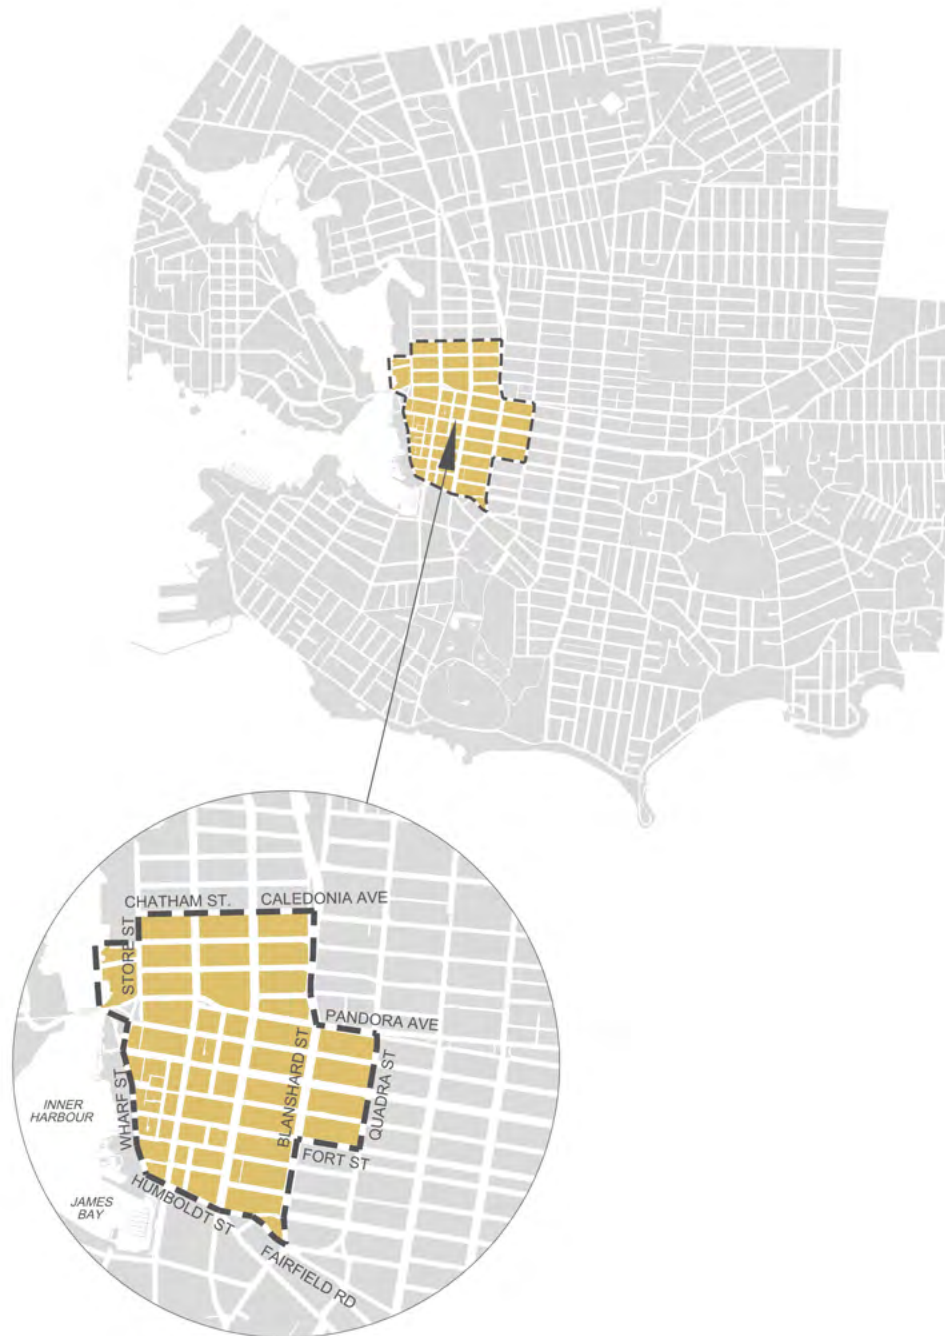 CHATHAM ST.
CALEDONIA AVE
STORE ST
PANDORA AVE
BLANSHARD ST
QUADRA ST
WHARF ST
INNER
HARBOUR
FORT ST
HUMBOLDT ST
JAMES
BAY
FAIRFIELD RD